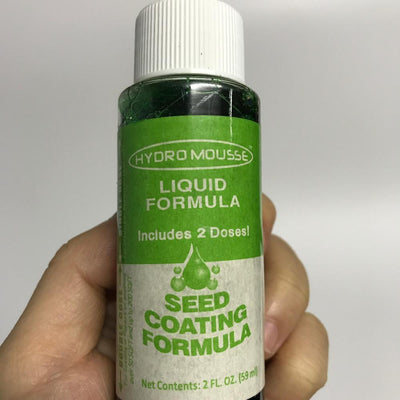 HYDRO MOUSSE
LIQUID
FORMULA
Includes 2 Doses!
SEED
COATING
FORMULA
Net Contents: 2 FL. OZ. (59 ml)